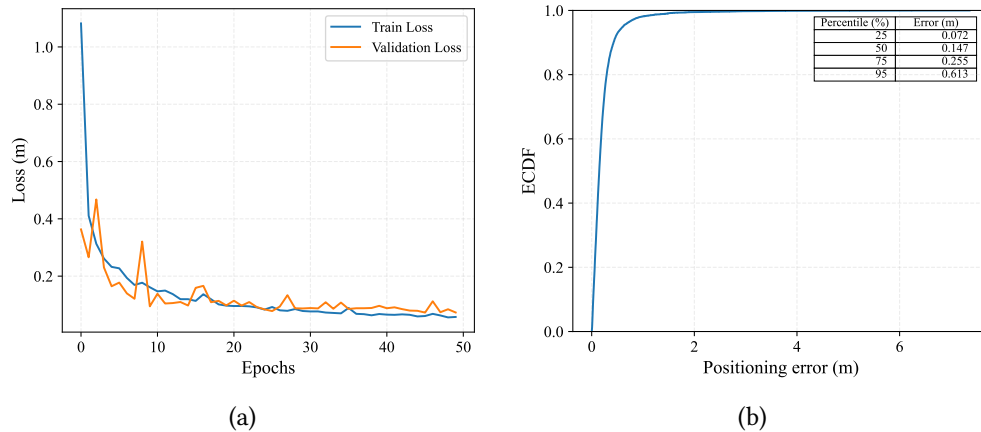 Train Loss
Validation Loss
1.0
0.8
0.6
0.4
0.2
Loss (m)
0 10 20 30 40 50
Epochs
(a)
Percentile (%) Error (m)
25 0.072
50 0.147
75 0.255
95 0.613
1.0
0.8
0.6
0.4
0.2
0.0
ECDF
0 2 4 6
Positioning error (m)
(b)